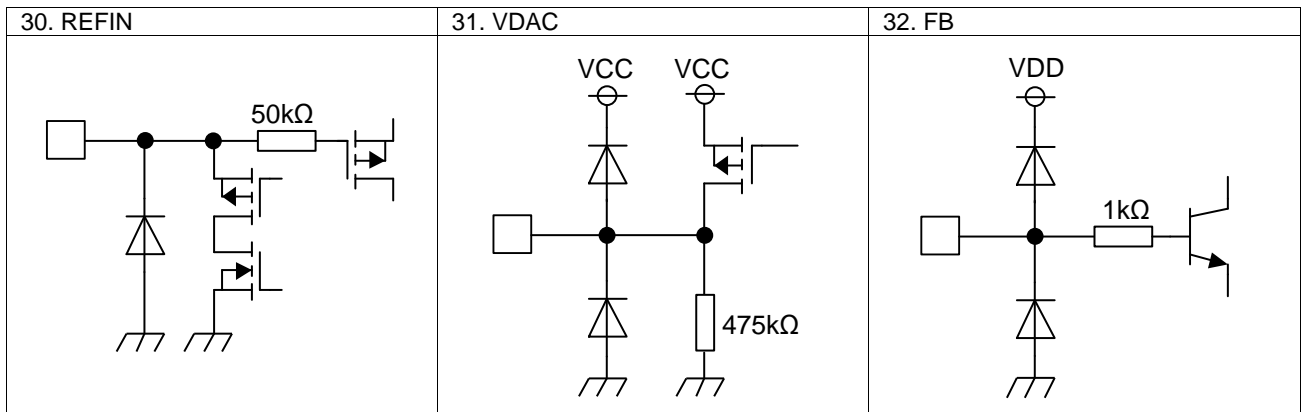 30. REFIN
31. VDAC
32. FB
50kΩ
VCC VCC
475kΩ
VDD
1kΩ